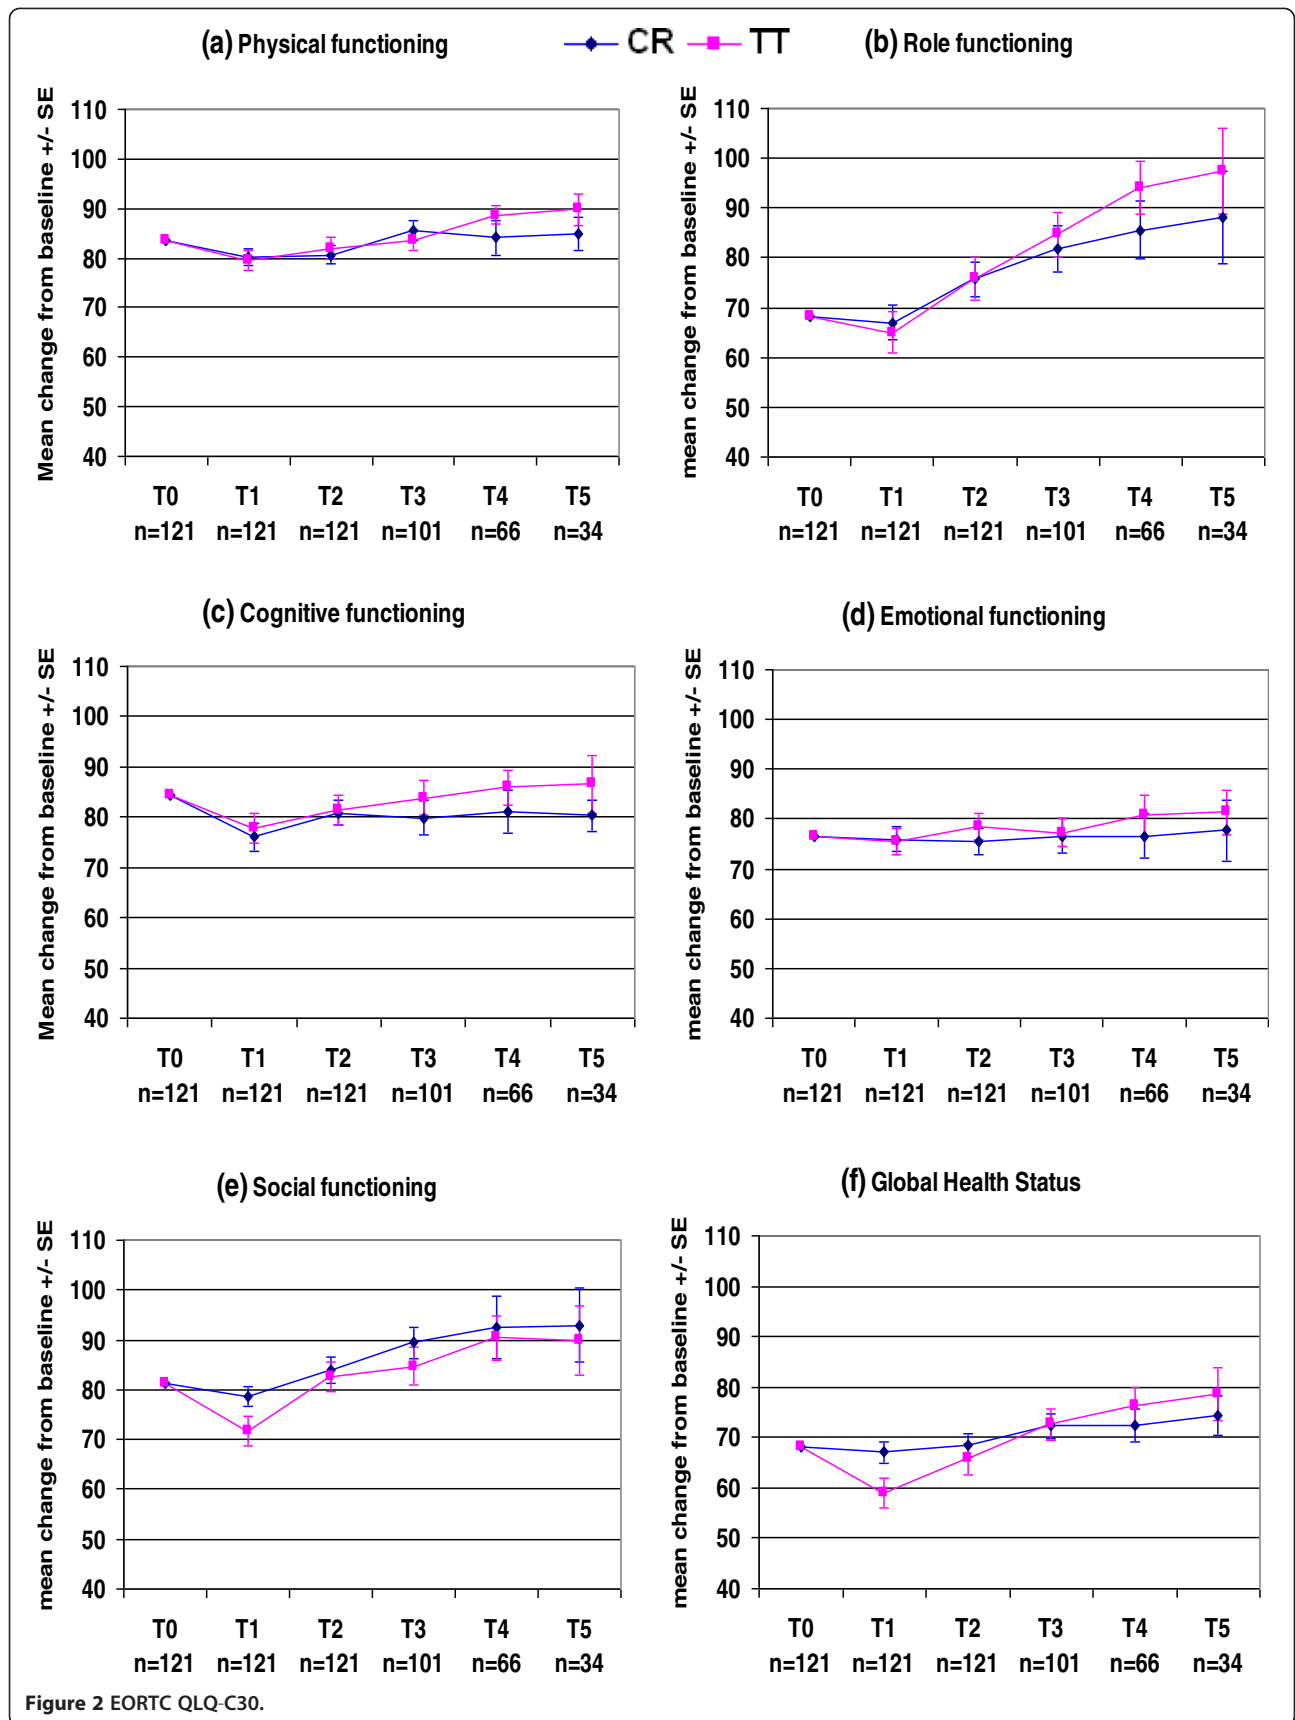 (a) Physical functioning
CR TT
(b) Role functioning
Mean change from baseline +/- SE
110
100
90
80
70
60
50
40
T0 T1 T2 T3 T4 T5
n=121 n=121 n=121 n=101 n=66 n=34
mean change from baseline +/- SE
110
100
90
80
70
60
50
40
T0 T1 T2 T3 T4 T5
n=121 n=121 n=121 n=101 n=66 n=34
(c) Cognitive functioning
Mean change from baseline +/- SE
110
100
90
80
70
60
50
40
T0 T1 T2 T3 T4 T5
n=121 n=121 n=121 n=101 n=66 n=34
(d) Emotional functioning
mean change from baseline +/- SE
110
100
90
80
70
60
50
40
T0 T1 T2 T3 T4 T5
n=121 n=121 n=121 n=101 n=66 n=34
(e) Social functioning
mean change from baseline +/- SE
110
100
90
80
70
60
50
40
T0 T1 T2 T3 T4 T5
n=121 n=121 n=121 n=101 n=66 n=34
(f) Global Health Status
mean change from baseline +/- SE
110
100
90
80
70
60
50
40
T0 T1 T2 T3 T4 T5
n=121 n=121 n=121 n=101 n=66 n=34
Figure 2 EORTC QLQ-C30.